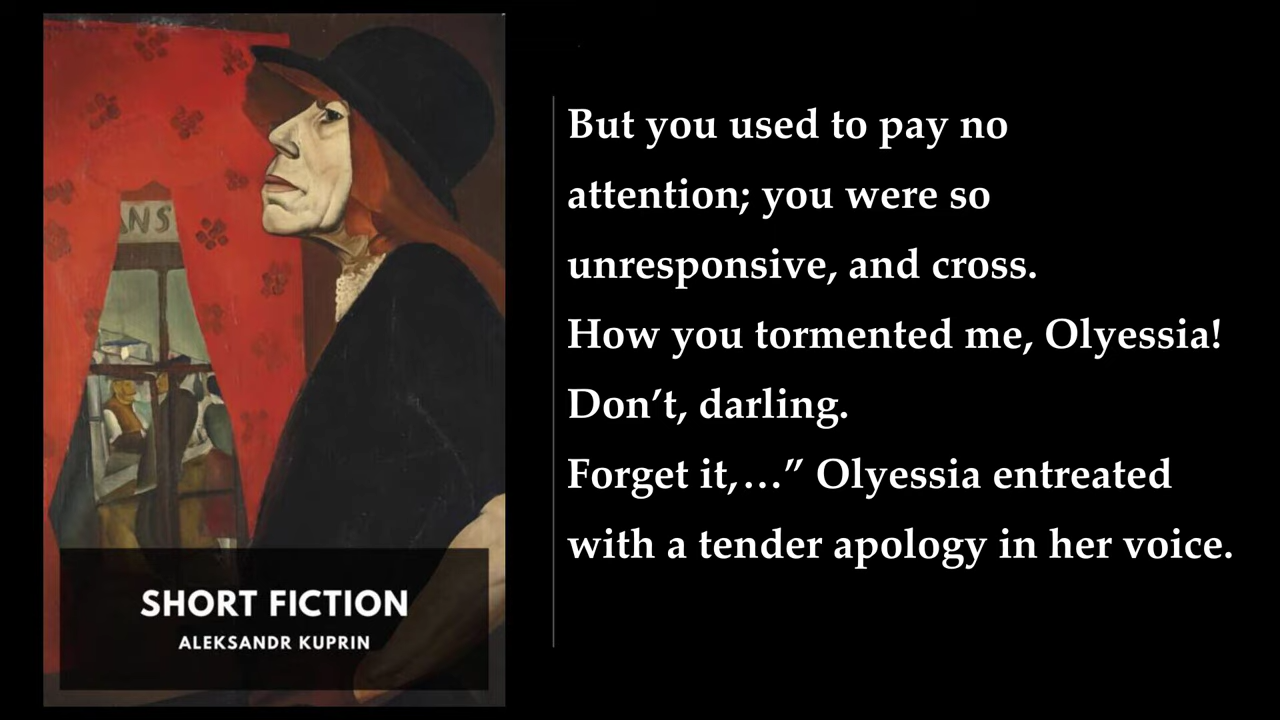 ANS
SHORT FICTION
ALEKSANDR KUPRIN
But you used to pay no
attention; you were so
unresponsive, and cross.
How you tormented me, Olyessia!
Don’t, darling.
Forget it,…” Olyessia entreated
with a tender apology in her voice.